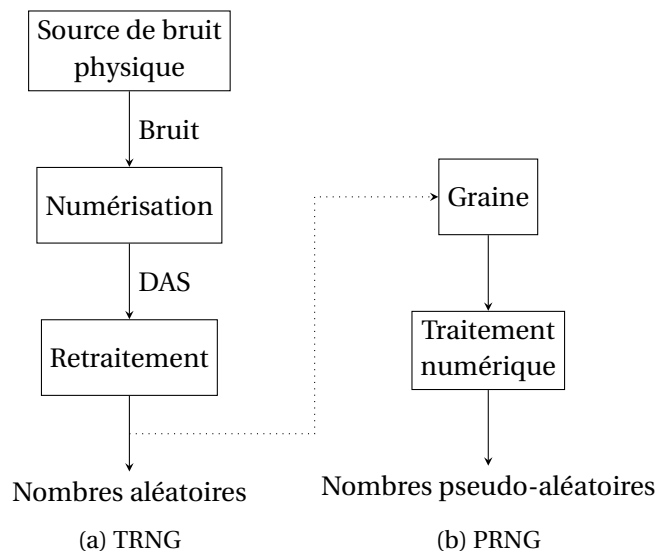 Source de bruit
physique
Bruit
Numérisation
DAS
Retraitement
Nombres aléatoires
(a) TRNG
Graine
Traitement
numérique
Nombres pseudo-aléatoires
(b) PRNG